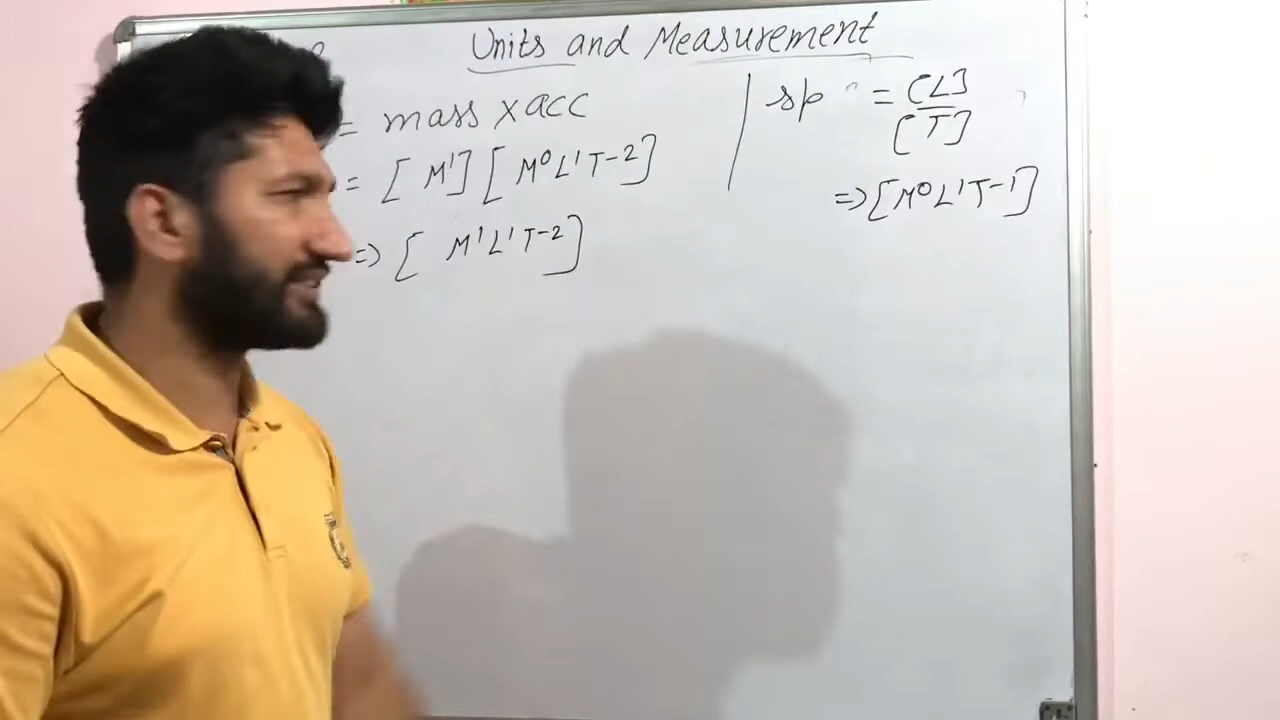 Units and Measurement
= mass x acc
= [M¹] [M⁰L¹T-2]
=> [M¹L¹T-2]
sp = [L]
[T]
=> [M⁰L¹T-1]